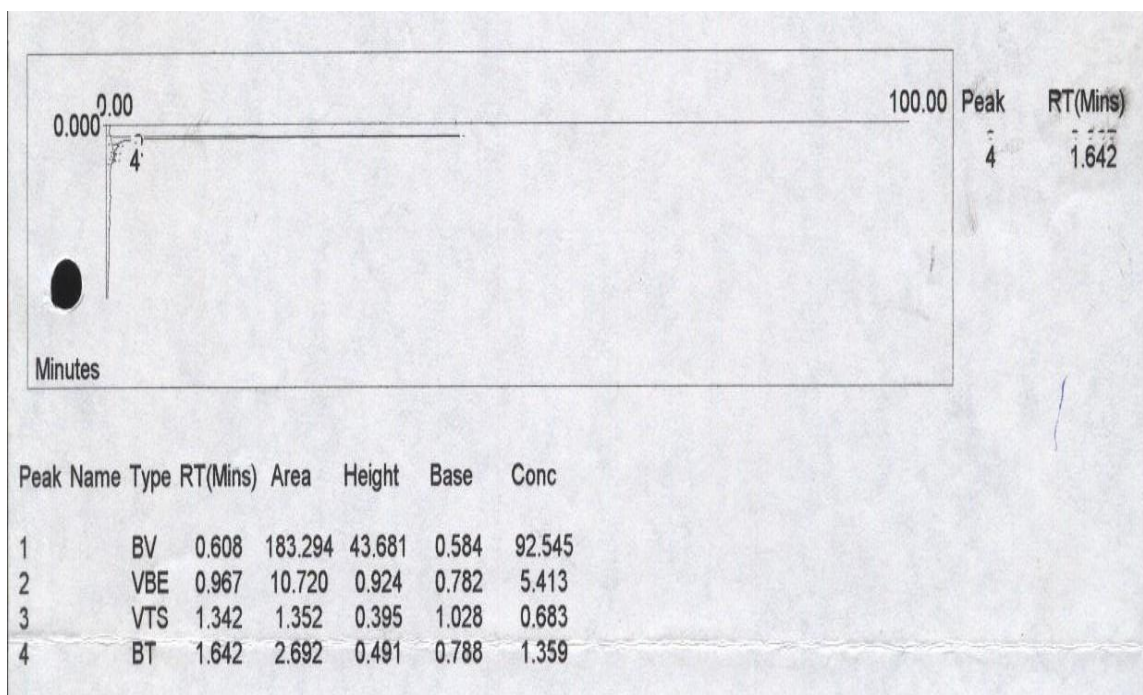 0.00
100.00 Peak RT(Mins)
0.000
4
4 1.642
Minutes
Peak Name Type RT(Mins) Area Height Base Conc
1 BV 0.608 183.294 43.681 0.584 92.545
2 VBE 0.967 10.720 0.924 0.782 5.413
3 VTS 1.342 1.352 0.395 1.028 0.683
4 BT 1.642 2.692 0.491 0.788 1.359